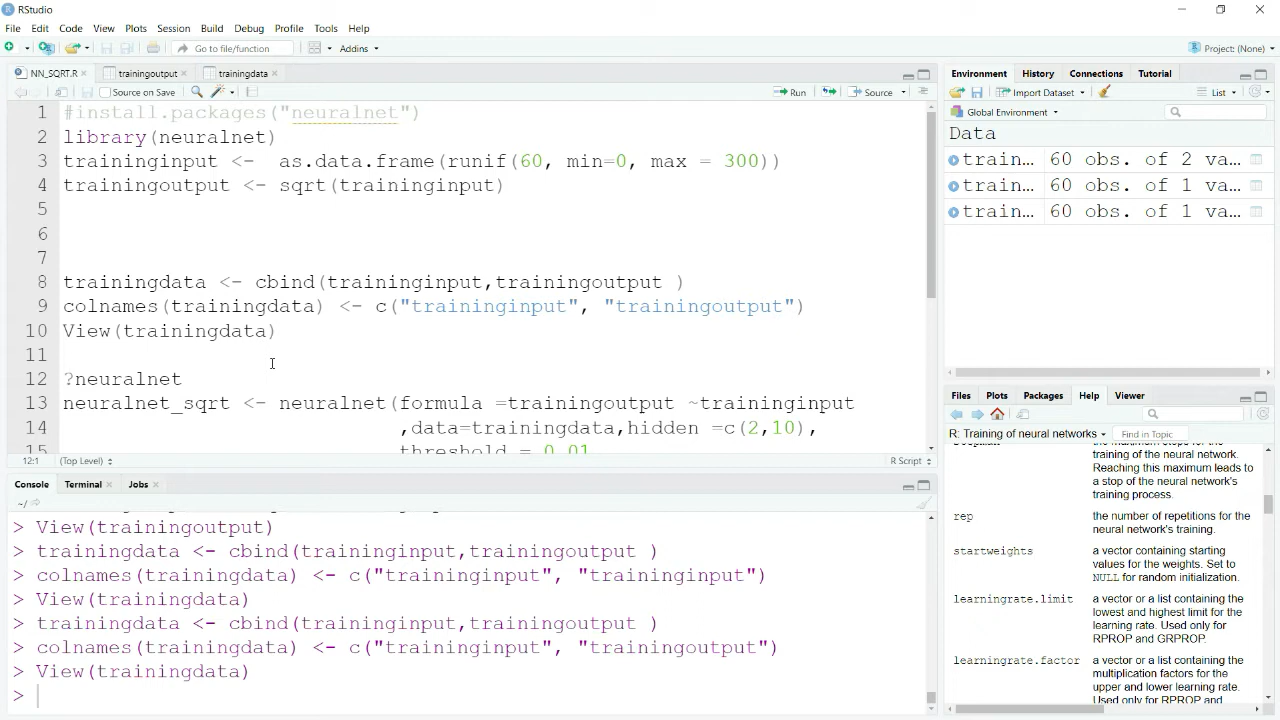 RStudio
File Edit Code View Plots Session Build Debug Profile Tools Help
Go to file/function Addins Project: (None)
NN_SQRT.R trainingoutput trainingdata
Source on Save Run Source
1 #install.packages("neuralnet")
2 library(neuralnet)
3 traininginput <-  as.data.frame(runif(60, min=0, max = 300))
4 trainingoutput <- sqrt(traininginput)
5
6
7
8 trainingdata <- cbind(traininginput,trainingoutput )
9 colnames(trainingdata) <- c("traininginput", "trainingoutput")
10 View(trainingdata)
11
12 ?neuralnet
13 neuralnet_sqrt <- neuralnet(formula =trainingoutput ~traininginput
14 ,data=trainingdata,hidden =c(2,10),
15 threshold = 0.01
12:1 (Top Level) R Script
Console Terminal Jobs
~/
> View(trainingoutput)
> trainingdata <- cbind(traininginput,trainingoutput )
> colnames(trainingdata) <- c("traininginput", "traininginput")
> View(trainingdata)
> trainingdata <- cbind(traininginput,trainingoutput )
> colnames(trainingdata) <- c("traininginput", "trainingoutput")
> View(trainingdata)
>
Environment History Connections Tutorial
Import Dataset List
Global Environment
Data
train... 60 obs. of 2 va...
train... 60 obs. of 1 va...
train... 60 obs. of 1 va...
Files Plots Packages Help Viewer
R: Training of neural networks Find in Topic
training of the neural network.
Reaching this maximum leads to
a stop of the neural network's
training process.
rep the number of repetitions for the
neural network's training.
startweights a vector containing starting
values for the weights. Set to
NULL for random initialization.
learningrate.limit a vector or a list containing the
lowest and highest limit for the
learning rate. Used only for
RPROP and GRPROP.
learningrate.factor a vector or a list containing the
multiplication factors for the
upper and lower learning rate.
Used only for RPROP and